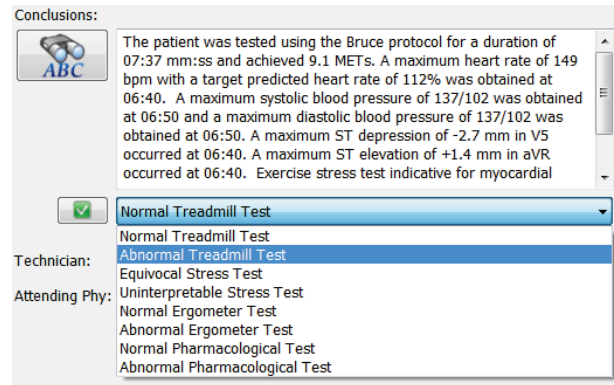 Conclusions:
ABC
The patient was tested using the Bruce protocol for a duration of
07:37 mm:ss and achieved 9.1 METs. A maximum heart rate of 149
bpm with a target predicted heart rate of 112% was obtained at
06:40.  A maximum systolic blood pressure of 137/102 was obtained
at 06:50 and a maximum diastolic blood pressure of 137/102 was
obtained at 06:50. A maximum ST depression of -2.7 mm in V5
occurred at 06:40. A maximum ST elevation of +1.4 mm in aVR
occurred at 06:40.  Exercise stress test indicative for myocardial
Normal Treadmill Test
Normal Treadmill Test
Technician:
Abnormal Treadmill Test
Equivocal Stress Test
Attending Phy:
Uninterpretable Stress Test
Normal Ergometer Test
Abnormal Ergometer Test
Normal Pharmacological Test
Abnormal Pharmacological Test